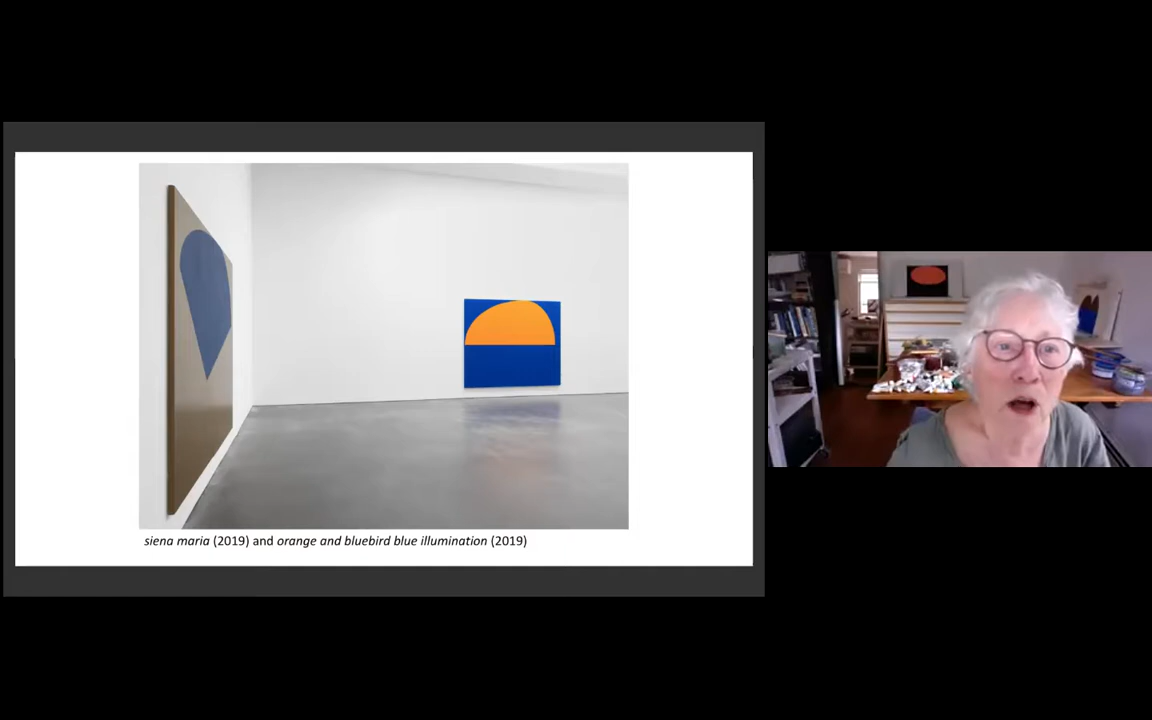 siena maria (2019) and orange and bluebird blue illumination (2019)